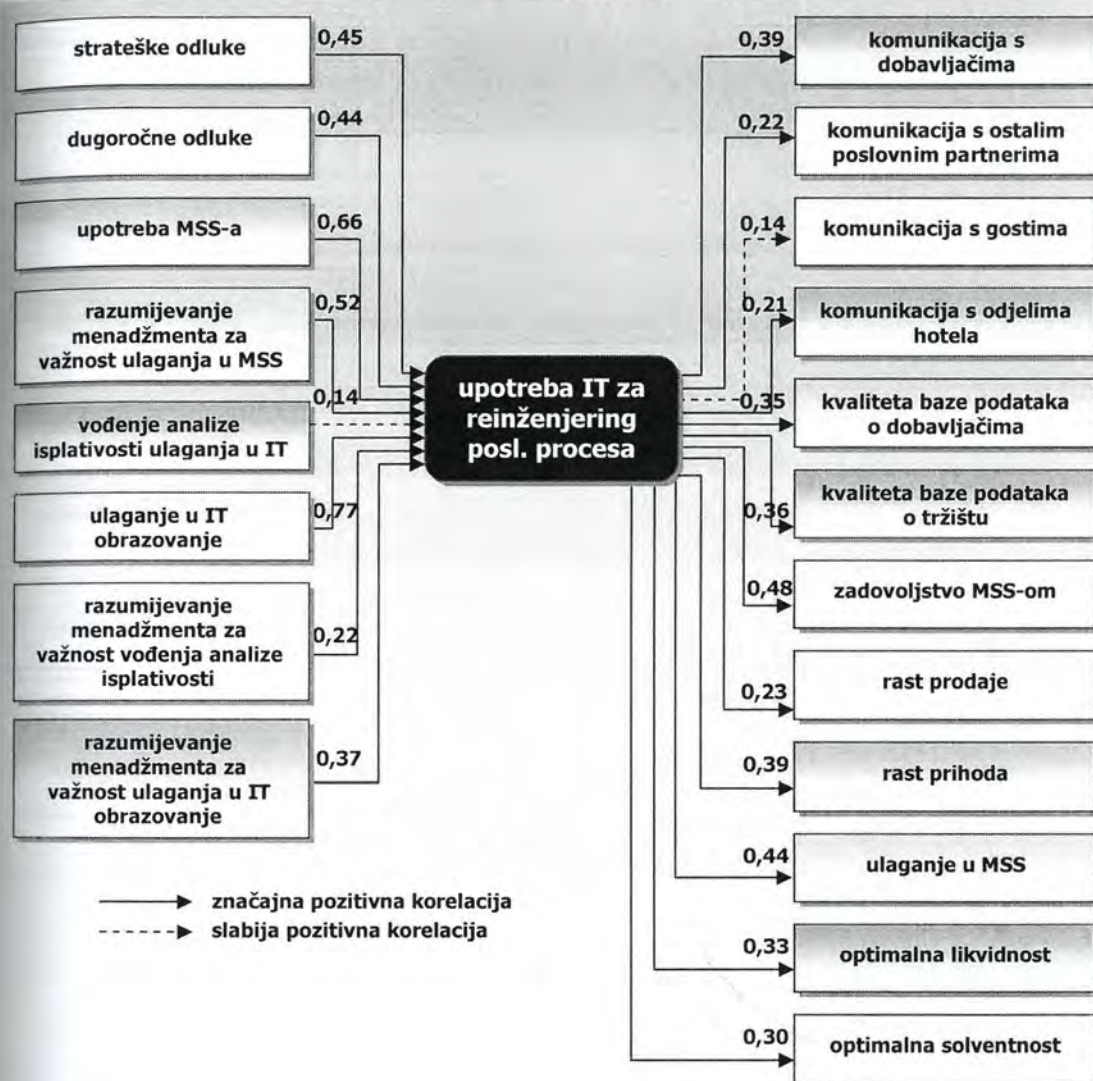 strateške odluke
0,45
dugoročne odluke
0,44
upotreba MSS-a
0,66
razumijevanje
menadžmenta za
važnost ulaganja u MSS
0,52
vođenje analize
isplativosti ulaganja u IT
0,14
ulaganje u IT
obrazovanje
0,77
razumijevanje
menadžmenta za
važnost vođenja analize
isplativosti
0,22
razumijevanje
menadžmenta za
važnost ulaganja u IT
obrazovanje
0,37
upotreba IT za
reinženjering
posl. procesa
0,39
komunikacija s
dobavljačima
0,22
komunikacija s ostalim
poslovnim partnerima
0,14
komunikacija s gostima
0,21
komunikacija s odjelima
hotela
0,35
kvaliteta baze podataka
o dobavljačima
0,36
kvaliteta baze podataka
o tržištu
0,48
zadovoljstvo MSS-om
0,23
rast prodaje
0,39
rast prihoda
0,44
ulaganje u MSS
0,33
optimalna likvidnost
0,30
optimalna solventnost
značajna pozitivna korelacija
slabija pozitivna korelacija